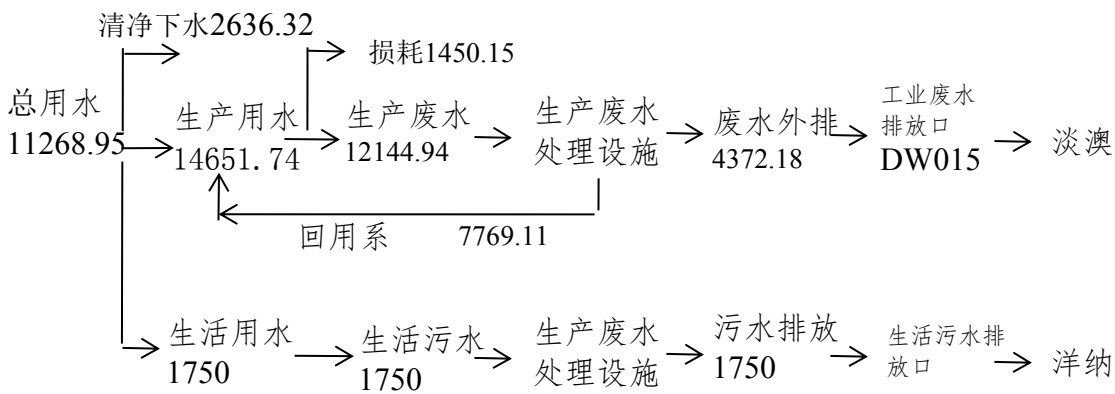 清净下水2636.32
损耗1450.15
总用水
11268.95
生产用水
14651.74
生产废水
12144.94
生产废水
处理设施
废水外排
4372.18
工业废水
排放口
DW015
淡澳
回用系
7769.11
生活用水
1750
生活污水
1750
生产废水
处理设施
污水排放
1750
生活污水排
放口
洋纳